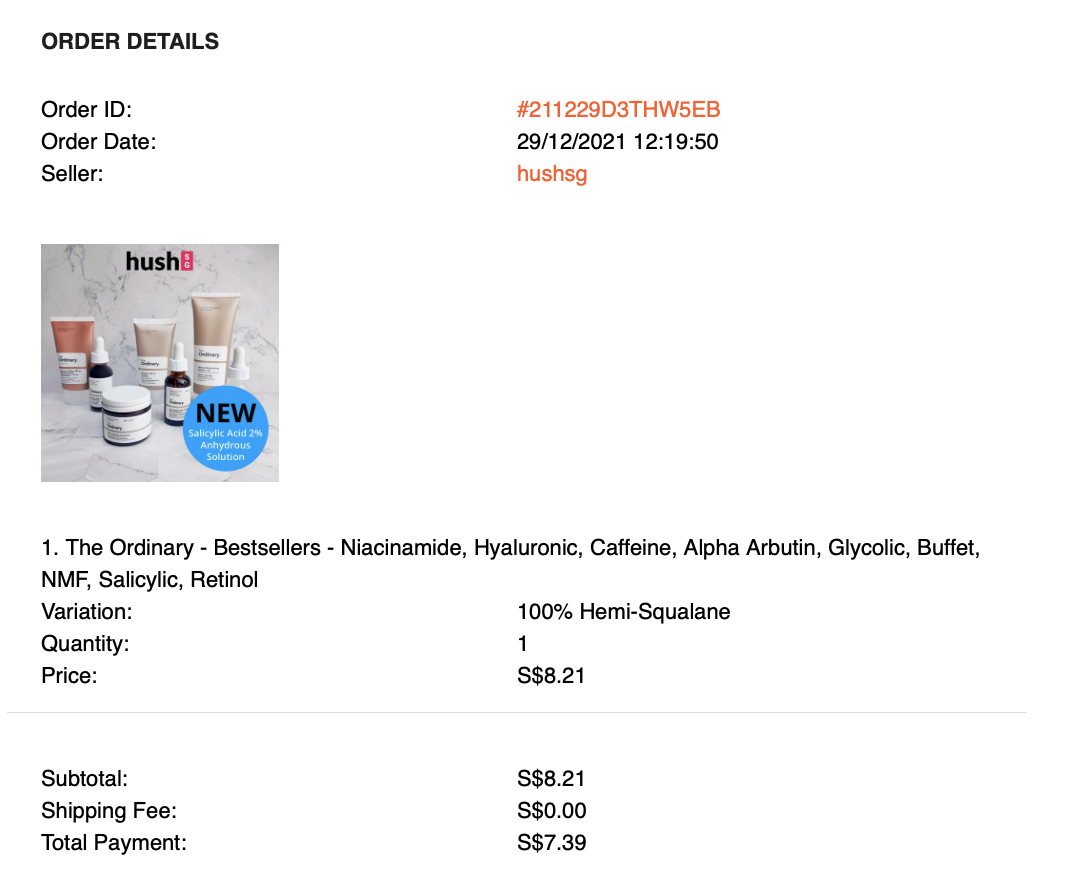 ORDER DETAILS
Order ID: #211229D3THW5EB
Order Date: 29/12/2021 12:19:50
Seller: hushsg
hush SG
The Ordinary.
The Ordinary.
The Ordinary.
The Ordinary.
NEW
Salicylic Acid 2%
Anhydrous
Solution
1. The Ordinary - Bestsellers - Niacinamide, Hyaluronic, Caffeine, Alpha Arbutin, Glycolic, Buffet,
NMF, Salicylic, Retinol
Variation: 100% Hemi-Squalane
Quantity: 1
Price: S$8.21
Subtotal: S$8.21
Shipping Fee: S$0.00
Total Payment: S$7.39